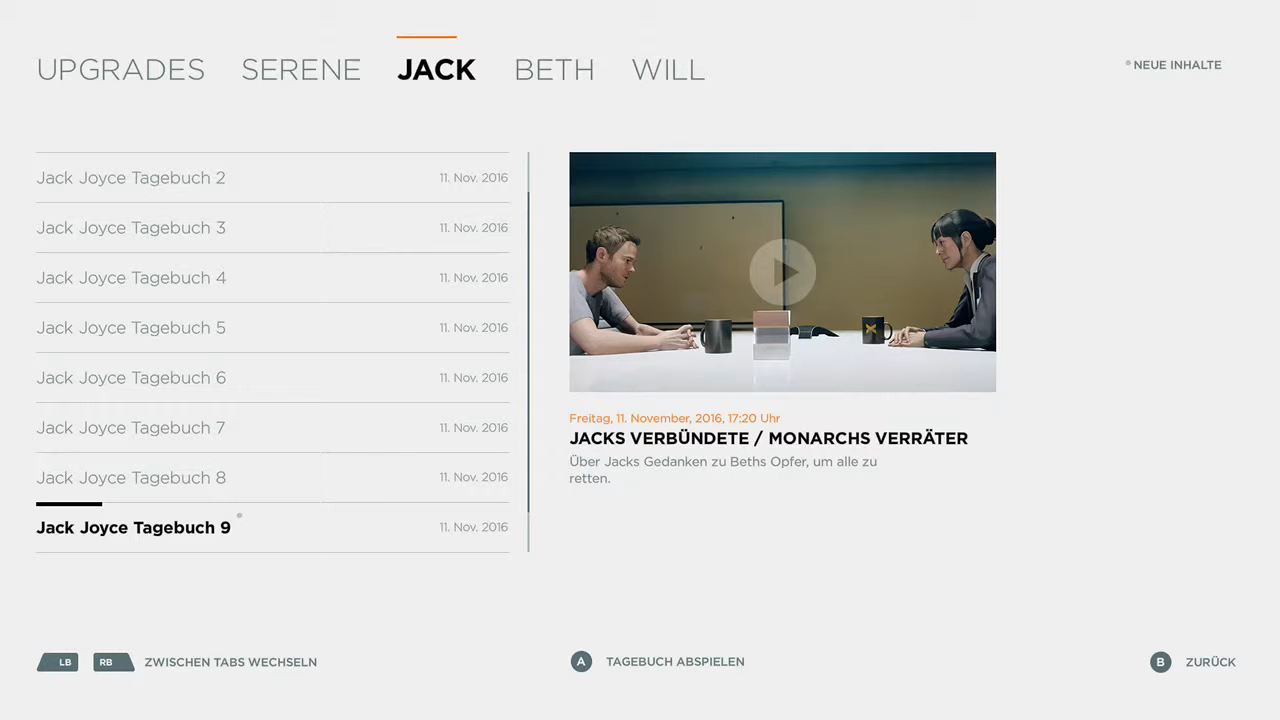 UPGRADES SERENE JACK BETH WILL
NEUE INHALTE
Jack Joyce Tagebuch 2 11. Nov. 2016
Jack Joyce Tagebuch 3 11. Nov. 2016
Jack Joyce Tagebuch 4 11. Nov. 2016
Jack Joyce Tagebuch 5 11. Nov. 2016
Jack Joyce Tagebuch 6 11. Nov. 2016
Jack Joyce Tagebuch 7 11. Nov. 2016
Jack Joyce Tagebuch 8 11. Nov. 2016
Jack Joyce Tagebuch 9 11. Nov. 2016
Freitag, 11. November, 2016, 17:20 Uhr
JACKS VERBÜNDETE / MONARCHS VERRÄTER
Über Jacks Gedanken zu Beths Opfer, um alle zu
retten.
LB RB ZWISCHEN TABS WECHSELN
A TAGEBUCH ABSPIELEN
B ZURÜCK